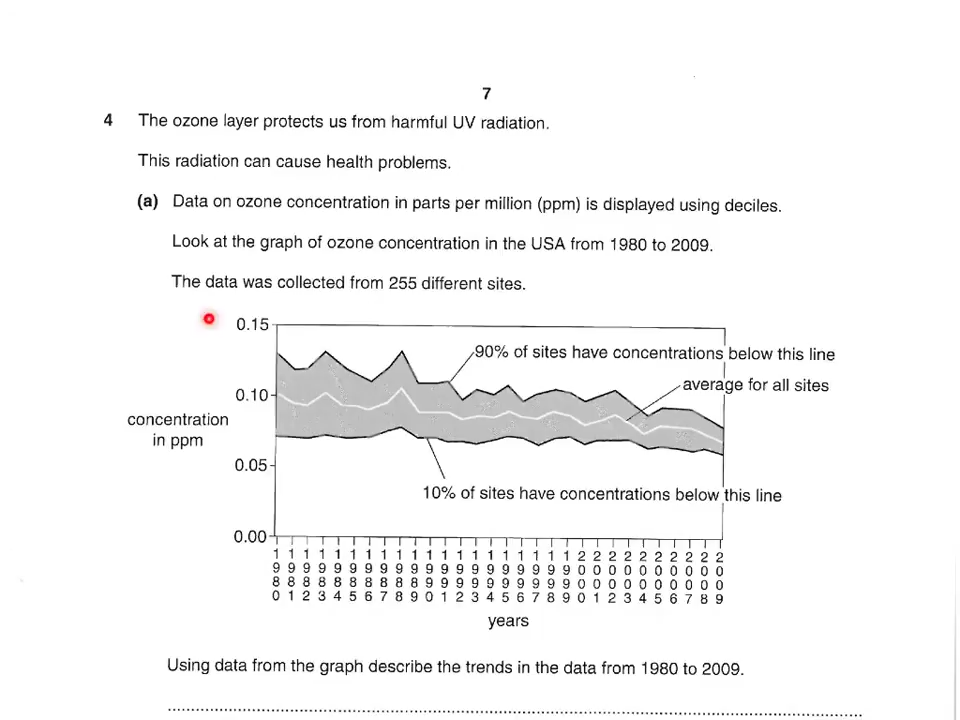 7
4 The ozone layer protects us from harmful UV radiation.
This radiation can cause health problems.
(a) Data on ozone concentration in parts per million (ppm) is displayed using deciles.
Look at the graph of ozone concentration in the USA from 1980 to 2009.
The data was collected from 255 different sites.
0.15
90% of sites have concentrations below this line
average for all sites
0.10
concentration
in ppm
0.05
10% of sites have concentrations below this line
0.00
1980 1981 1982 1983 1984 1985 1986 1987 1988 1989 1990 1991 1992 1993 1994 1995 1996 1997 1998 1999 2000 2001 2002 2003 2004 2005 2006 2007 2008 2009
years
Using data from the graph describe the trends in the data from 1980 to 2009.